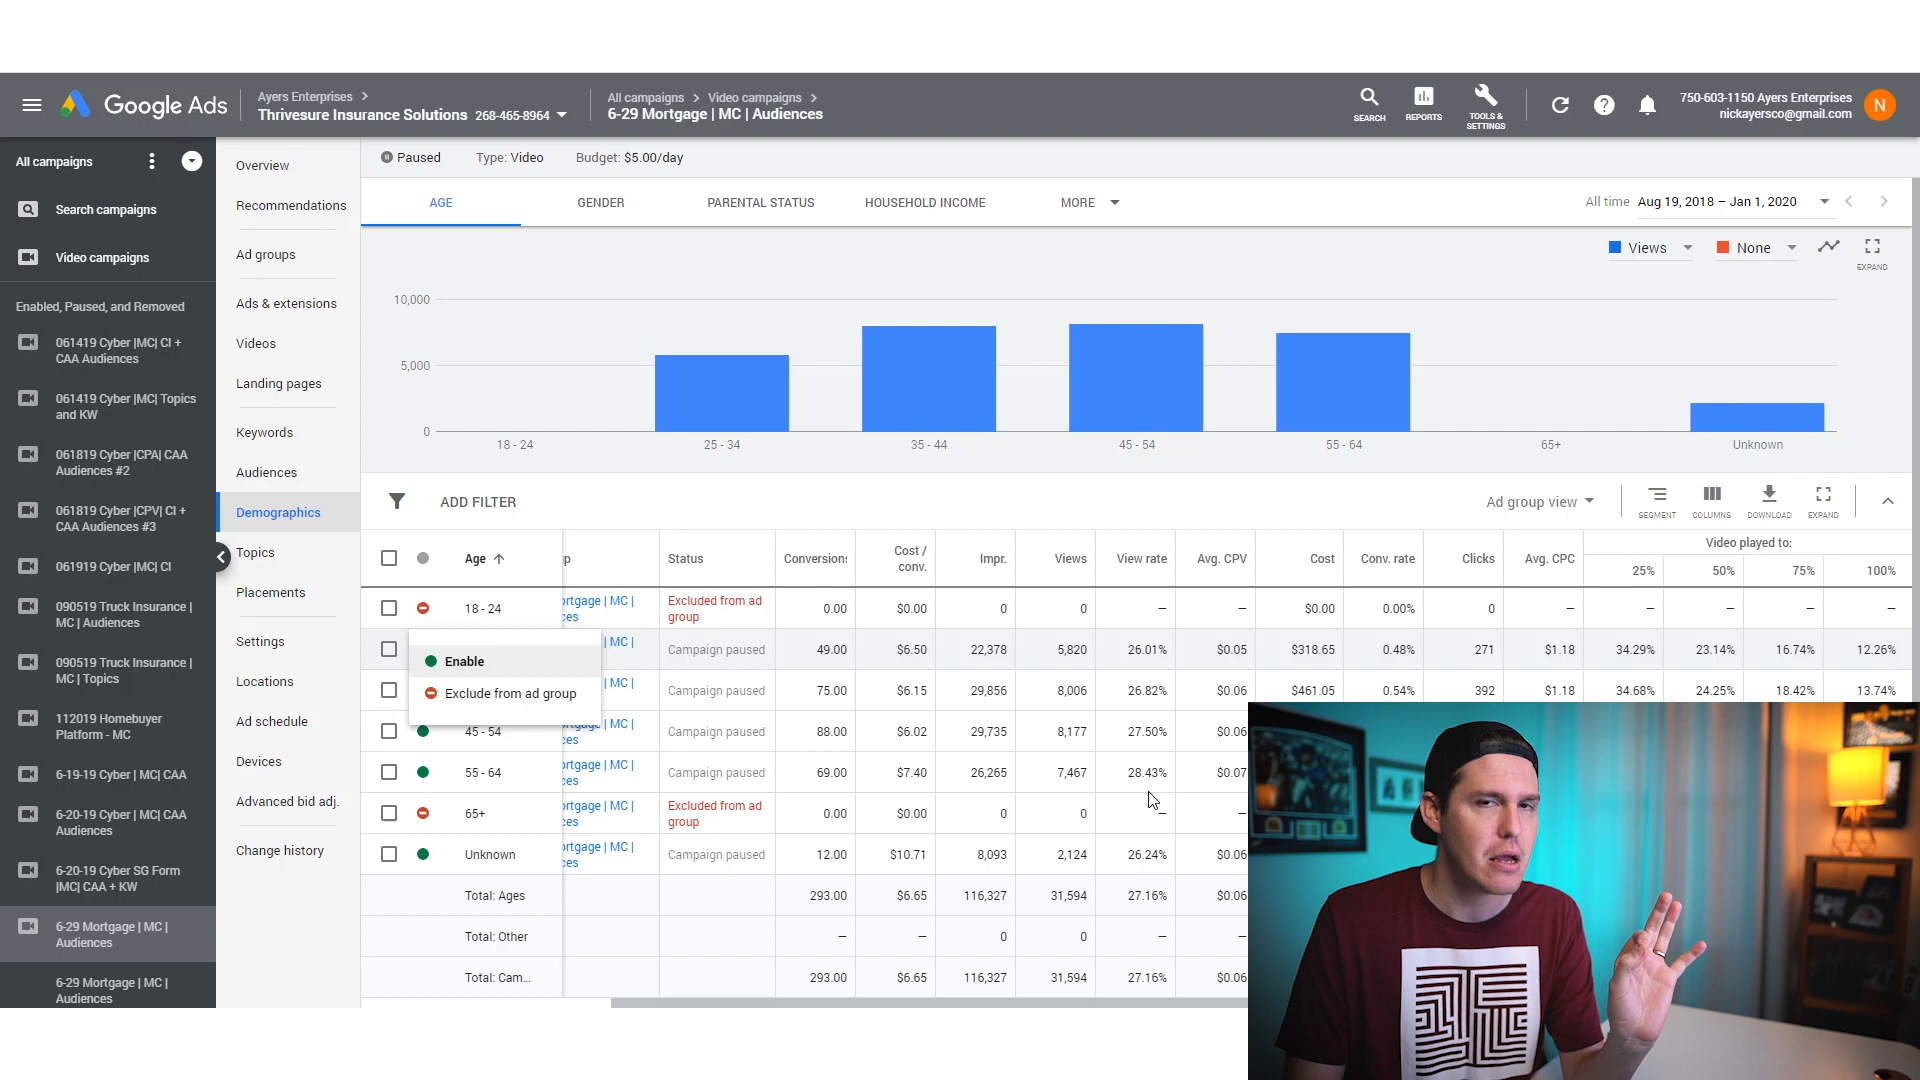 Google Ads
Ayers Enterprises >
Thrivesure Insurance Solutions 268-465-8964
All campaigns > Video campaigns >
6-29 Mortgage | MC | Audiences
SEARCH
REPORTS
TOOLS & SETTINGS
750-603-1150 Ayers Enterprises
nickayersco@gmail.com
N
All campaigns
Search campaigns
Video campaigns
Enabled, Paused, and Removed
061419 Cyber |MC| CI +
CAA Audiences
061419 Cyber |MC| Topics
and KW
061819 Cyber |CPA| CAA
Audiences #2
061819 Cyber |CPV| CI +
CAA Audiences #3
061919 Cyber |MC| CI
090519 Truck Insurance |
MC | Audiences
090519 Truck Insurance |
MC | Topics
112019 Homebuyer
Platform - MC
6-19-19 Cyber | MC| CAA
6-20-19 Cyber | MC| CAA
Audiences
6-20-19 Cyber SG Form
|MC| CAA + KW
6-29 Mortgage | MC |
Audiences
6-29 Mortgage | MC |
Audiences
Overview
Recommendations
Ad groups
Ads & extensions
Videos
Landing pages
Keywords
Audiences
Demographics
Topics
Placements
Settings
Locations
Ad schedule
Devices
Advanced bid adj.
Change history
Paused Type: Video Budget: $5.00/day
AGE GENDER PARENTAL STATUS HOUSEHOLD INCOME MORE
All time Aug 19, 2018 – Jan 1, 2020
Views None
EXPAND
10,000
5,000
0
18 - 24 25 - 34 35 - 44 45 - 54 55 - 64 65+ Unknown
ADD FILTER
Ad group view
SEGMENT COLUMNS DOWNLOAD EXPAND
Age p Status Conversions Cost / conv. Impr. Views View rate Avg. CPV Cost Conv. rate Clicks Avg. CPC Video played to:
25% 50% 75% 100%
18 - 24 ortgage | MC | ces Excluded from ad group 0.00 $0.00 0 0 – – $0.00 0.00% 0 – – – – –
Enable
Exclude from ad group
| MC | Campaign paused 49.00 $6.50 22,378 5,820 26.01% $0.05 $318.65 0.48% 271 $1.18 34.29% 23.14% 16.74% 12.26%
| MC | Campaign paused 75.00 $6.15 29,856 8,006 26.82% $0.06 $461.05 0.54% 392 $1.18 34.68% 24.25% 18.42% 13.74%
45 - 54 ortgage | MC | ces Campaign paused 88.00 $6.02 29,735 8,177 27.50% $0.06
55 - 64 ortgage | MC | ces Campaign paused 69.00 $7.40 26,265 7,467 28.43% $0.07
65+ ortgage | MC | ces Excluded from ad group 0.00 $0.00 0 0 – –
Unknown ortgage | MC | ces Campaign paused 12.00 $10.71 8,093 2,124 26.24% $0.06
Total: Ages 293.00 $6.65 116,327 31,594 27.16% $0.06
Total: Other – – 0 0 – –
Total: Cam... 293.00 $6.65 116,327 31,594 27.16% $0.06